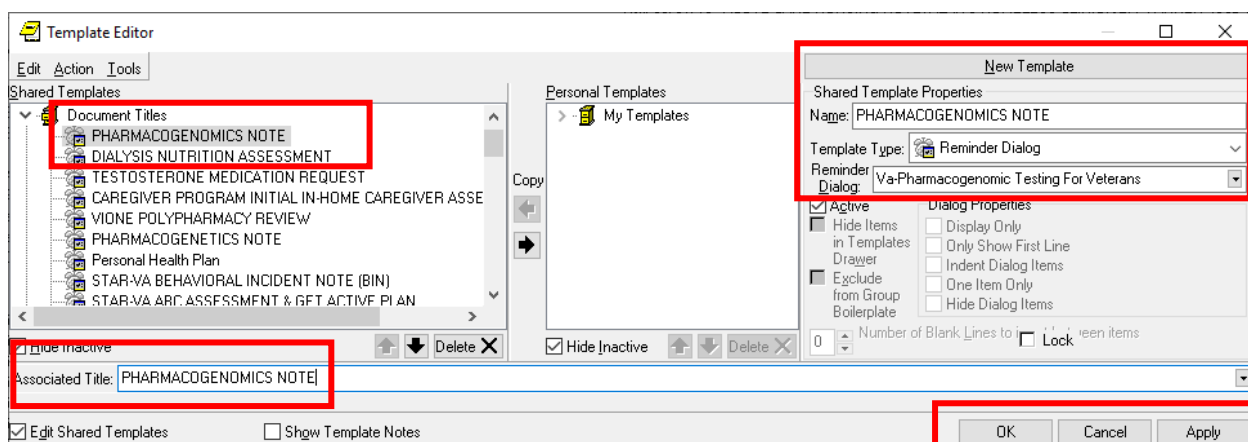 Template Editor
Edit Action Tools
New Template
Shared Templates
Personal Templates
Shared Template Properties
Document Titles
My Templates
Name: PHARMACOGENOMICS NOTE
PHARMACOGENOMICS NOTE
DIALYSIS NUTRITION ASSESSMENT
Template Type: Reminder Dialog
TESTOSTERONE MEDICATION REQUEST
Copy
Reminder Dialog: Va-Pharmacogenomic Testing For Veterans
CAREGIVER PROGRAM INITIAL IN-HOME CAREGIVER ASSE
VIONE POLYPHARMACY REVIEW
PHARMACOGENETICS NOTE
Personal Health Plan
STAR-VA BEHAVIORAL INCIDENT NOTE (BIN)
STAR-VA ABC ASSESSMENT & GET ACTIVE PLAN
Active
Hide Items
in Templates
Drawer
Exclude
from Group
Boilerplate
Dialog Properties
Display Only
Only Show First Line
Indent Dialog Items
One Item Only
Hide Dialog Items
0 Number of Blank Lines to items
Lock
Hide Inactive
Delete
Hide Inactive
Delete
Associated Title: PHARMACOGENOMICS NOTE
Edit Shared Templates
Show Template Notes
OK
Cancel
Apply